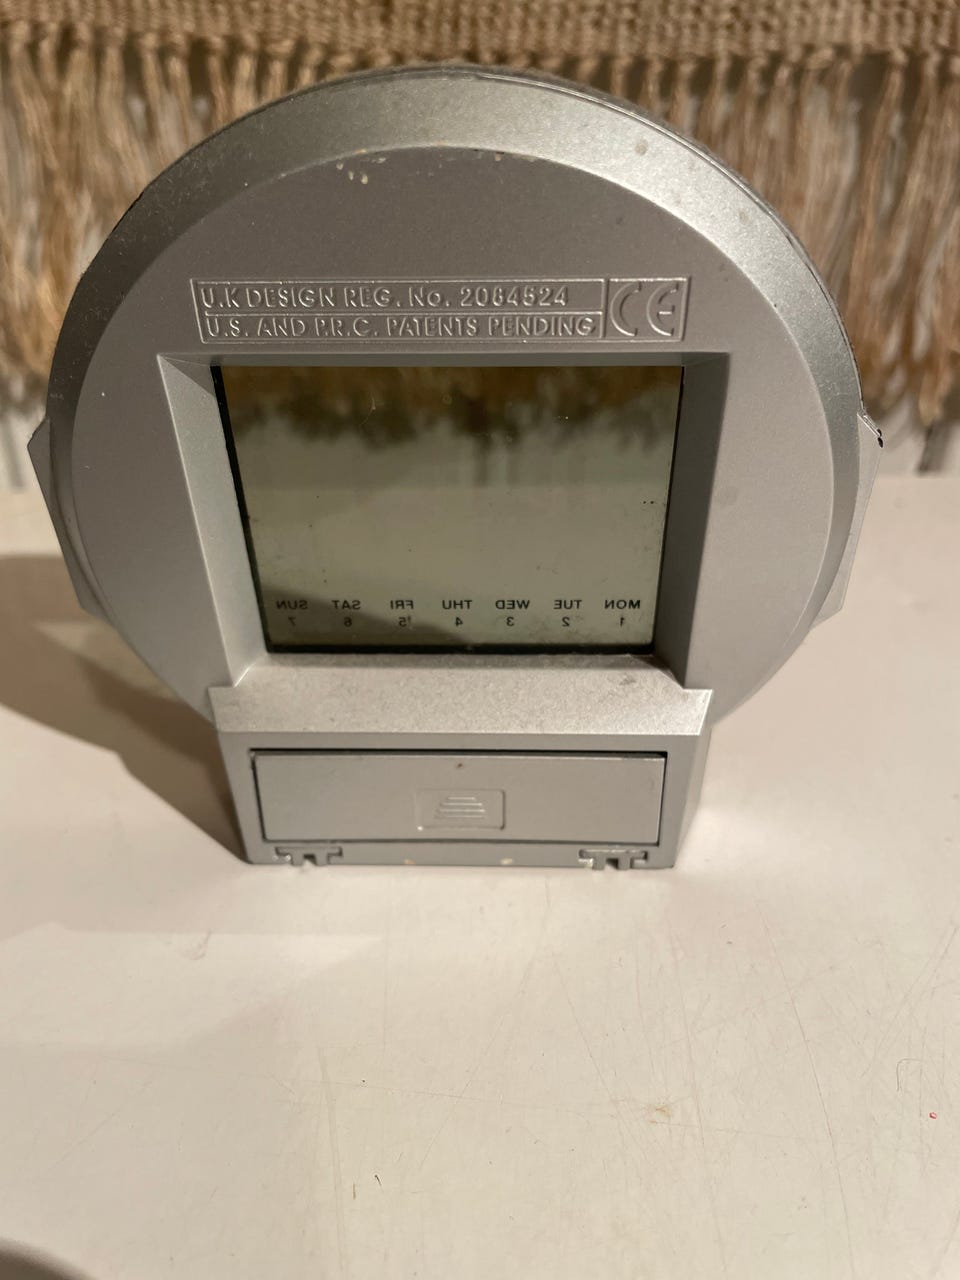 U.K DESIGN REG. No. 2084524
U.S. AND P.R.C. PATENTS PENDING
CE
SUN SAT FRI THU WED TUE MON
7 6 5 4 3 2 1